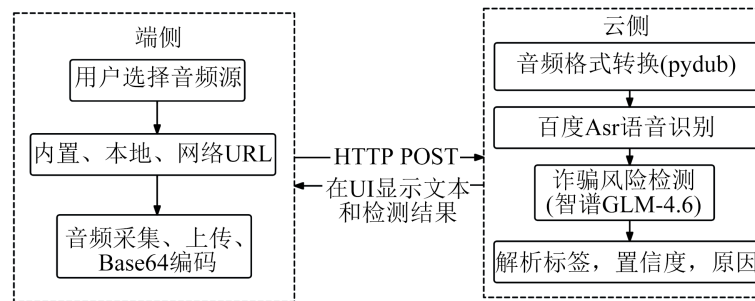 端侧
用户选择音频源
内置、本地、网络URL
音频采集、上传、
Base64编码
HTTP POST
在UI显示文本
和检测结果
云侧
音频格式转换(pydub)
百度Asr语音识别
诈骗风险检测
(智谱GLM-4.6)
解析标签，置信度，原因